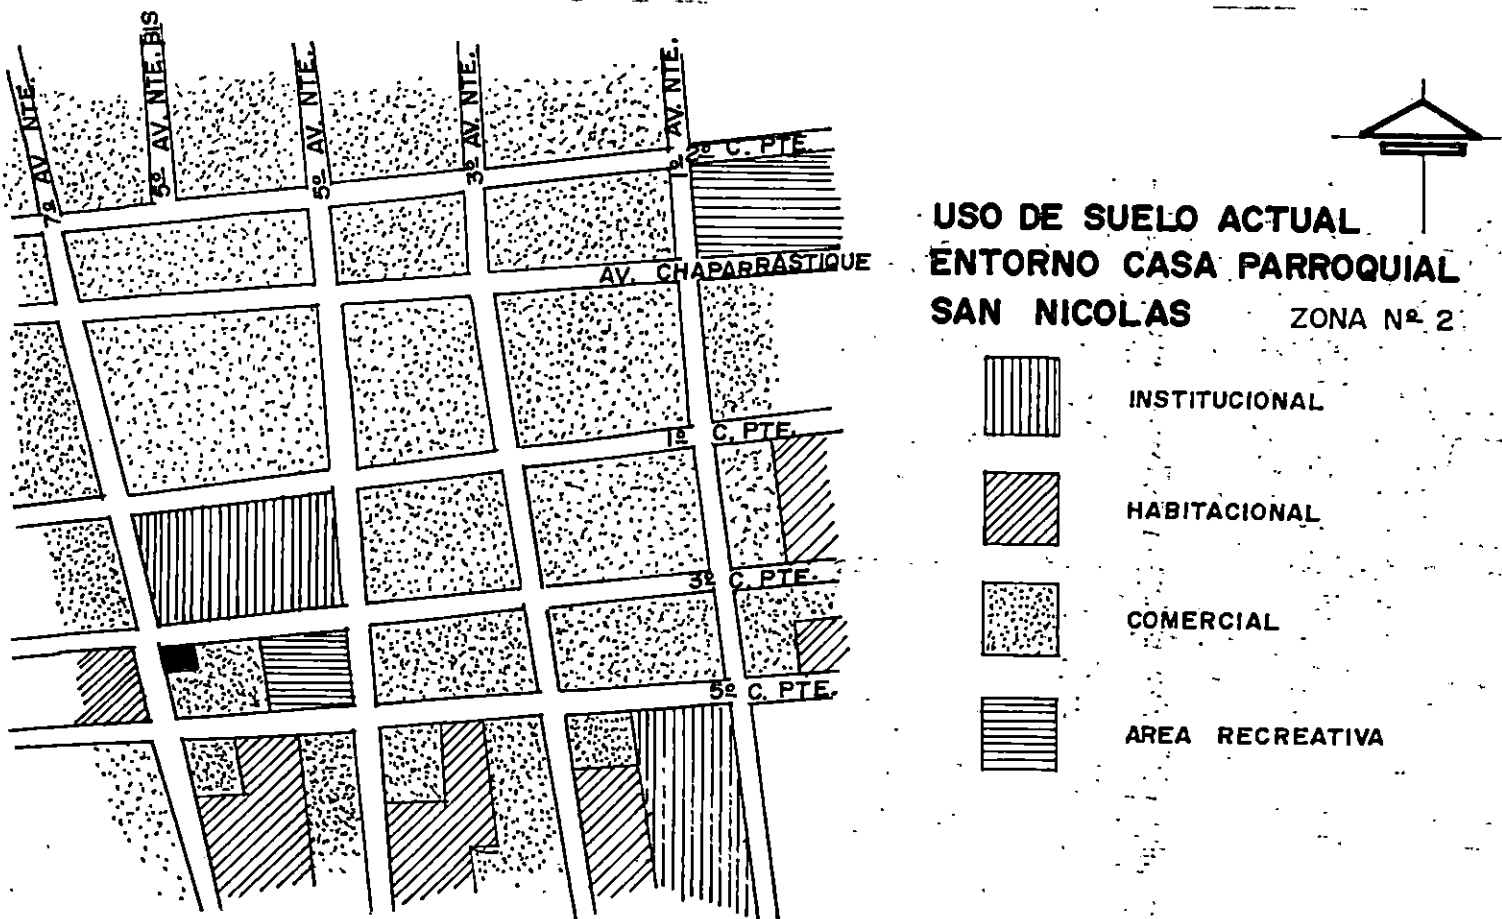 7ª AV. NTE.
5ª AV. NTE. BIS
5ª AV. NTE.
3ª AV. NTE.
1ª AV. NTE.
2ª C. PTE
AV. CHAPARRASTIQUE
1ª C. PTE.
3ª C. PTE.
5ª C. PTE.
USO DE SUELO ACTUAL
ENTORNO CASA PARROQUIAL
SAN NICOLAS ZONA Nº 2
INSTITUCIONAL
HABITACIONAL
COMERCIAL
AREA RECREATIVA